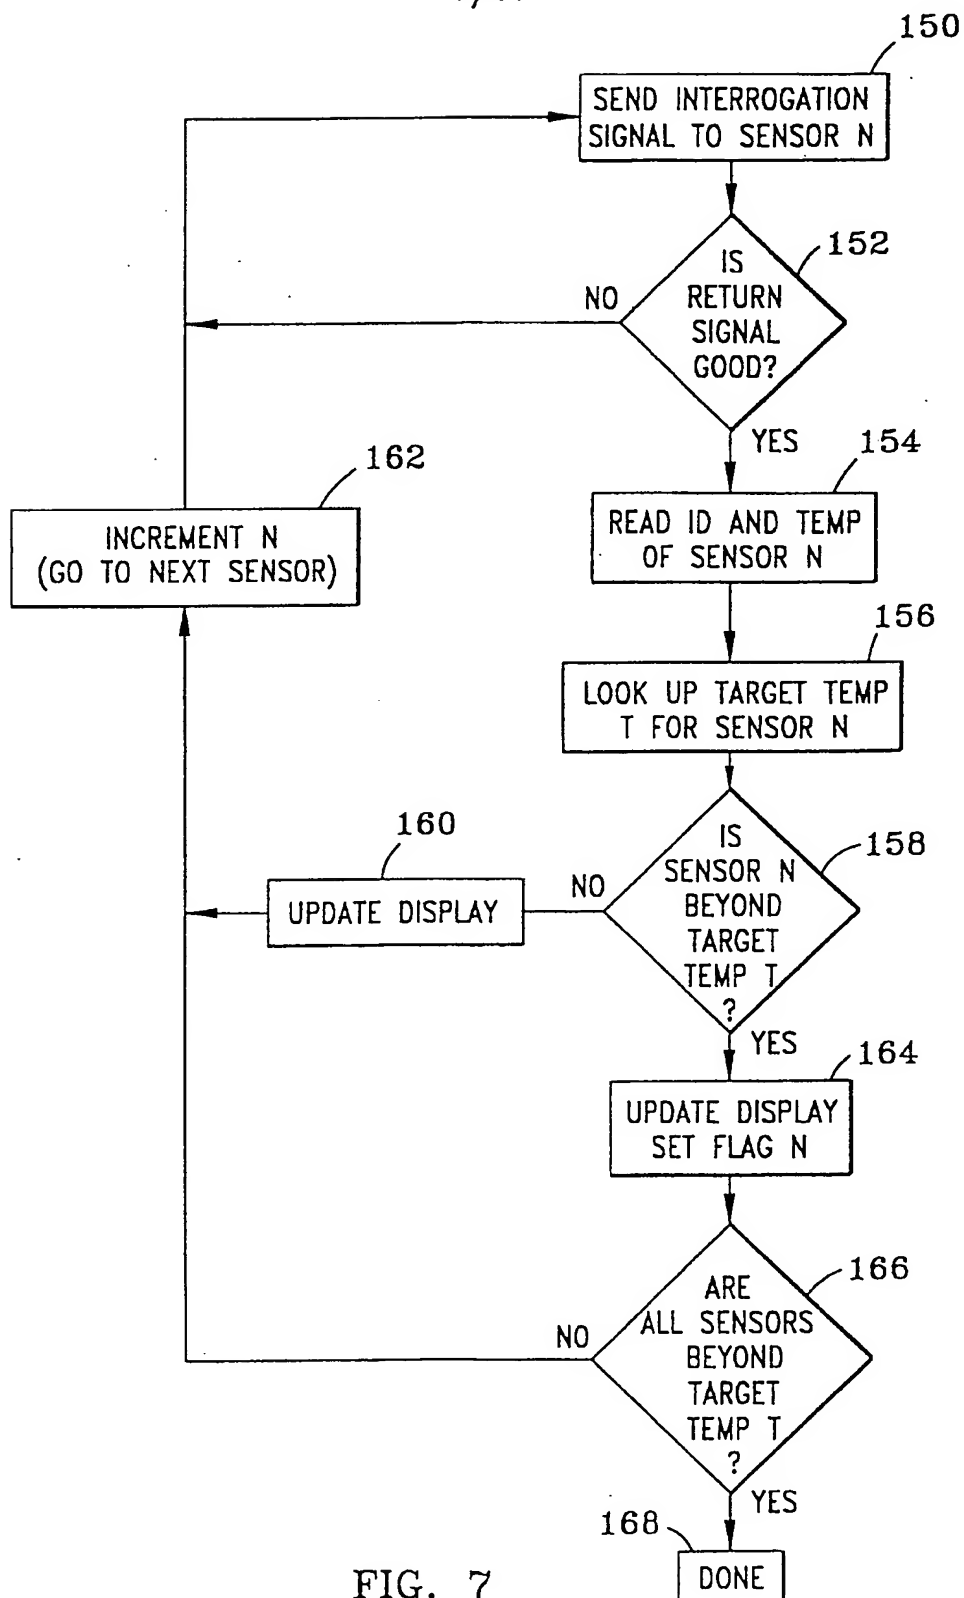 150
SEND INTERROGATION
SIGNAL TO SENSOR N
152
IS
RETURN
SIGNAL
GOOD?
NO
YES
154
162
READ ID AND TEMP
OF SENSOR N
INCREMENT N
(GO TO NEXT SENSOR)
156
LOOK UP TARGET TEMP
T FOR SENSOR N
160
158
IS
SENSOR N
BEYOND
TARGET
TEMP T
?
NO
UPDATE DISPLAY
YES
164
UPDATE DISPLAY
SET FLAG N
166
ARE
ALL SENSORS
BEYOND
TARGET
TEMP T
?
NO
YES
168
DONE
FIG. 7